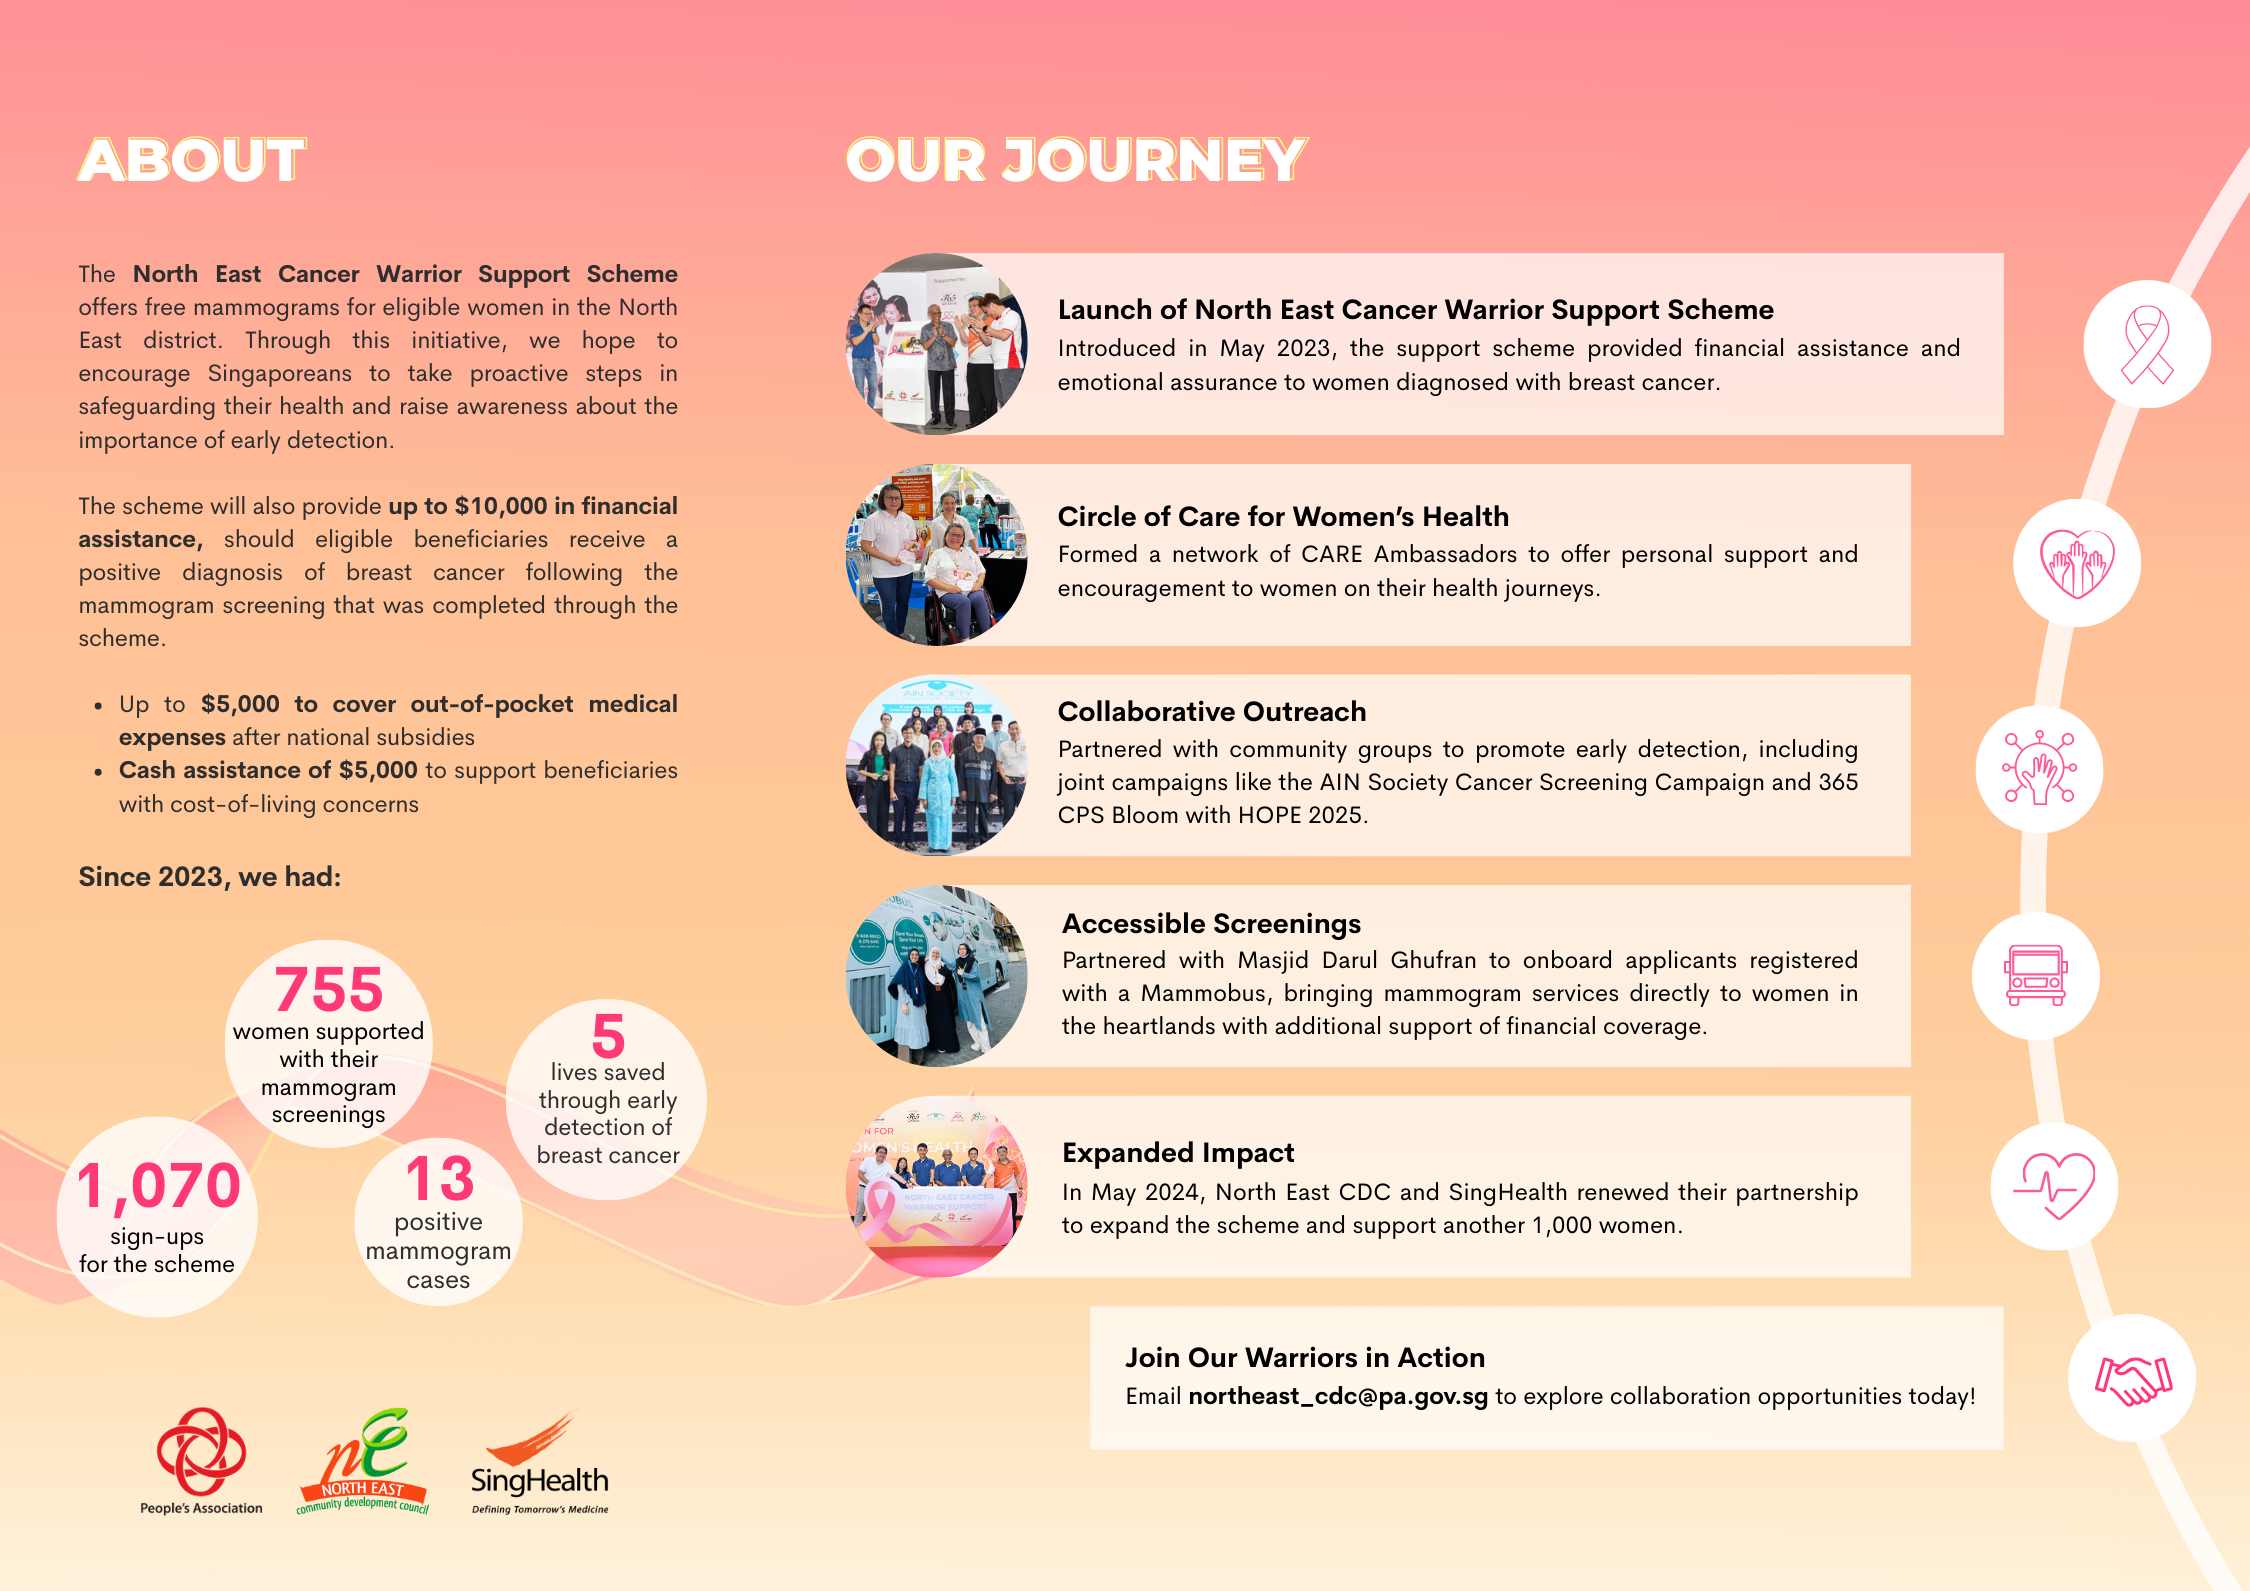 ABOUT
The North East Cancer Warrior Support Scheme
offers free mammograms for eligible women in the North
East district. Through this initiative, we hope to
encourage Singaporeans to take proactive steps in
safeguarding their health and raise awareness about the
importance of early detection.
The scheme will also provide up to $10,000 in financial
assistance, should eligible beneficiaries receive a
positive diagnosis of breast cancer following the
mammogram screening that was completed through the
scheme.
• Up to $5,000 to cover out-of-pocket medical
expenses after national subsidies
• Cash assistance of $5,000 to support beneficiaries
with cost-of-living concerns
Since 2023, we had:
755
women supported
with their
mammogram
screenings
5
lives saved
through early
detection of
breast cancer
1,070
sign-ups
for the scheme
13
positive
mammogram
cases
People's Association
NORTH EAST
community development council
SingHealth
Defining Tomorrow's Medicine
OUR JOURNEY
Supported by:
Launch of North East Cancer Warrior Support Scheme
Introduced in May 2023, the support scheme provided financial assistance and
emotional assurance to women diagnosed with breast cancer.
Circle of Care for Women's Health
Formed a network of CARE Ambassadors to offer personal support and
encouragement to women on their health journeys.
AIN SOCIETY
Collaborative Outreach
Partnered with community groups to promote early detection, including
joint campaigns like the AIN Society Cancer Screening Campaign and 365
CPS Bloom with HOPE 2025.
Accessible Screenings
Partnered with Masjid Darul Ghufran to onboard applicants registered
with a Mammobus, bringing mammogram services directly to women in
the heartlands with additional support of financial coverage.
N FOR
OMEN'S HEALTH
NORTH EAST CANCER
WARRIOR SUPPORT
Expanded Impact
In May 2024, North East CDC and SingHealth renewed their partnership
to expand the scheme and support another 1,000 women.
Join Our Warriors in Action
Email northeast_cdc@pa.gov.sg to explore collaboration opportunities today!